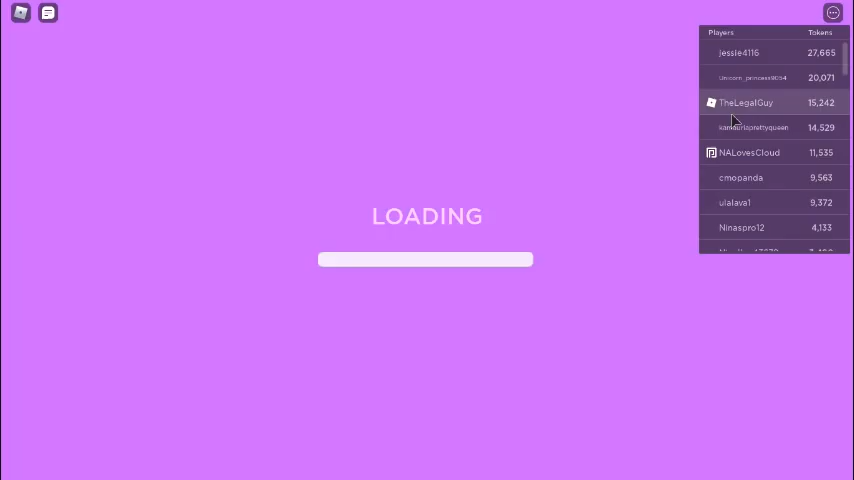 Players Tokens
jessie4116 27,665
Unicorn_princess9054 20,071
TheLegalGuy 15,242
14,529
NALovesCloud 11,535
cmopanda 9,563
ulalava1 9,372
Ninaspro12 4,133
LOADING